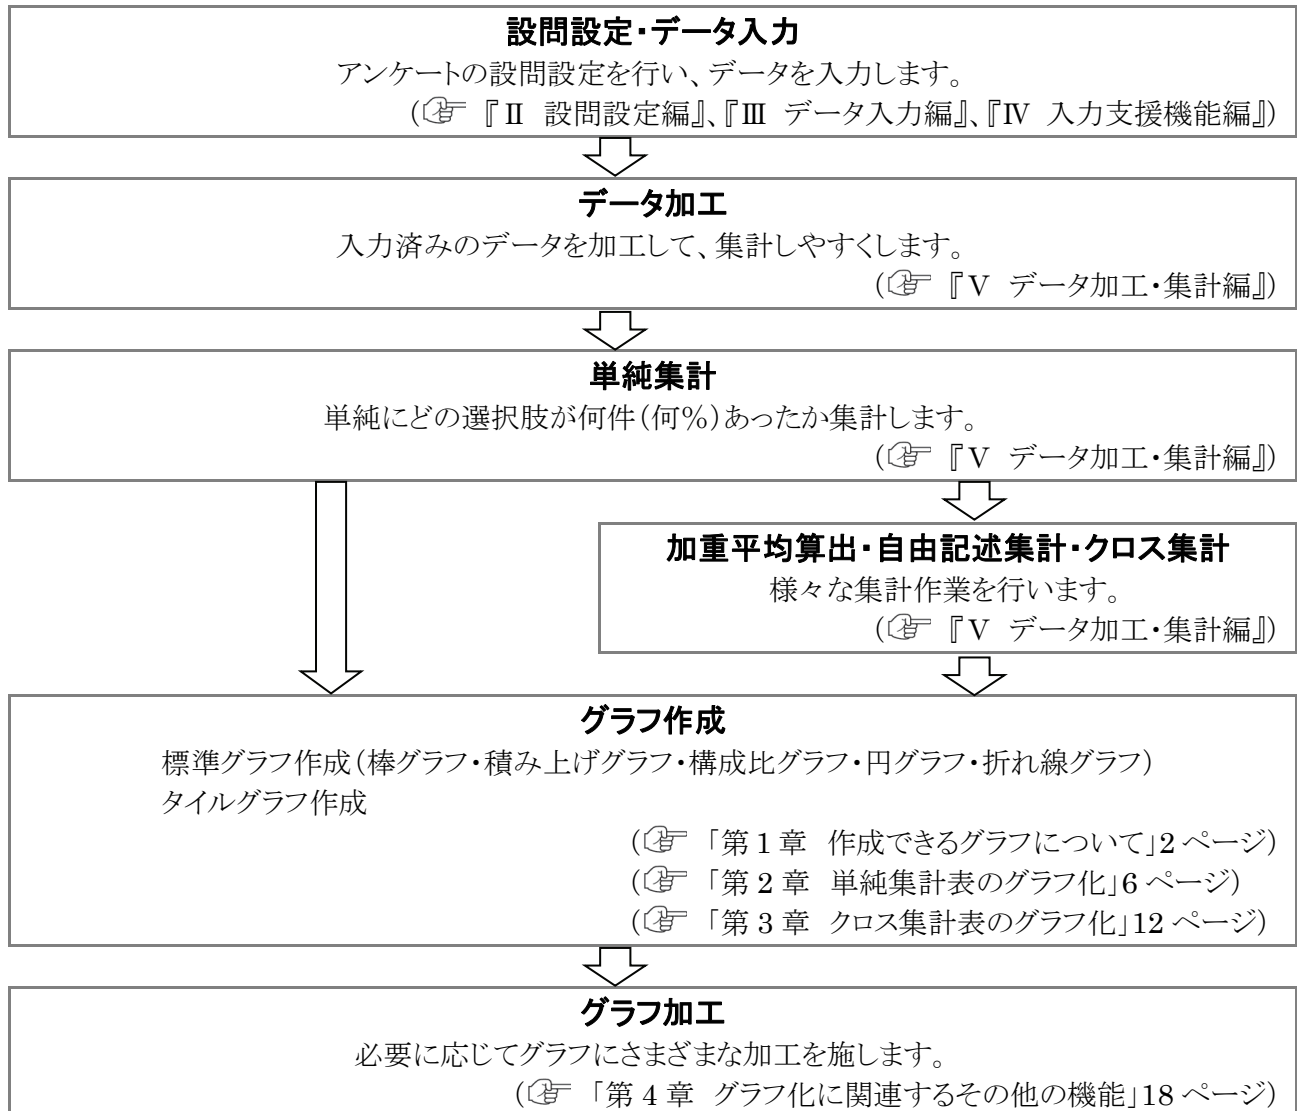 設問設定・データ入力
アンケートの設問設定を行い、データを入力します。
(☞ 『Ⅱ 設問設定編』、『Ⅲ データ入力編』、『Ⅳ 入力支援機能編』)
データ加工
入力済みのデータを加工して、集計しやすくします。
(☞ 『Ⅴ データ加工・集計編』)
単純集計
単純にどの選択肢が何件(何%)あったか集計します。
(☞ 『Ⅴ データ加工・集計編』)
加重平均算出・自由記述集計・クロス集計
様々な集計作業を行います。
(☞ 『Ⅴ データ加工・集計編』)
グラフ作成
標準グラフ作成(棒グラフ・積み上げグラフ・構成比グラフ・円グラフ・折れ線グラフ)
タイルグラフ作成
(☞ 「第1章 作成できるグラフについて」2ページ)
(☞ 「第2章 単純集計表のグラフ化」6ページ)
(☞ 「第3章 クロス集計表のグラフ化」12ページ)
グラフ加工
必要に応じてグラフにさまざまな加工を施します。
(☞ 「第4章 グラフ化に関連するその他の機能」18ページ)